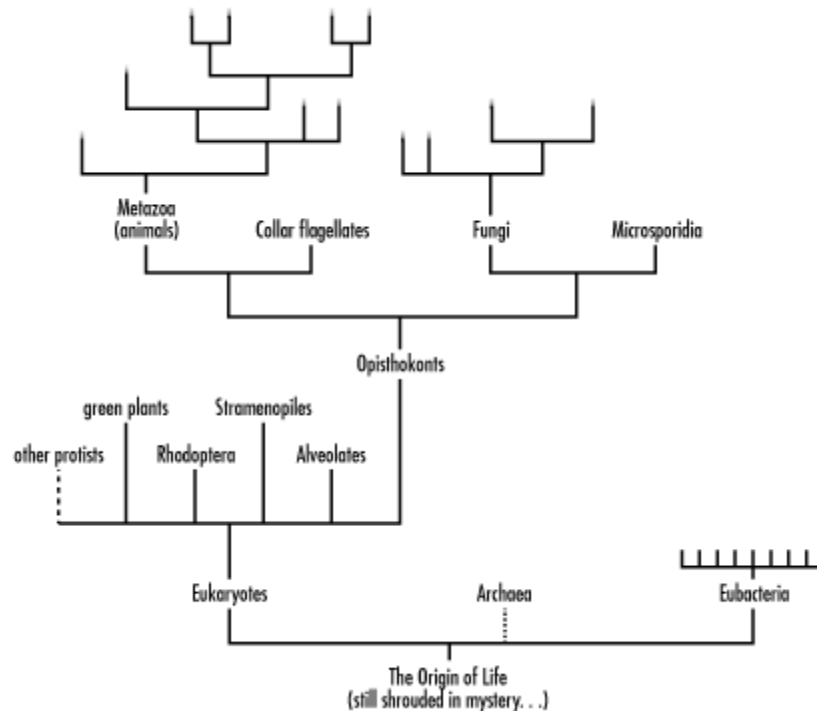 Metazoa
(animals)
Collar flagellates
Fungi
Microsporidia
Opisthokonts
green plants
Stramenopiles
other protists
Rhodoptera
Alveolates
Eukaryotes
Archaea
Eubacteria
The Origin of Life
(still shrouded in mystery. . .)